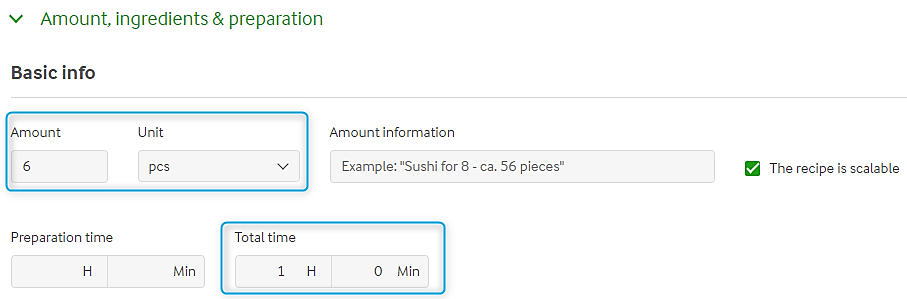 Amount, ingredients & preparation
Basic info
Amount Unit Amount information
6 pcs Example: "Sushi for 8 - ca. 56 pieces" The recipe is scalable
Preparation time Total time
H Min 1 H 0 Min